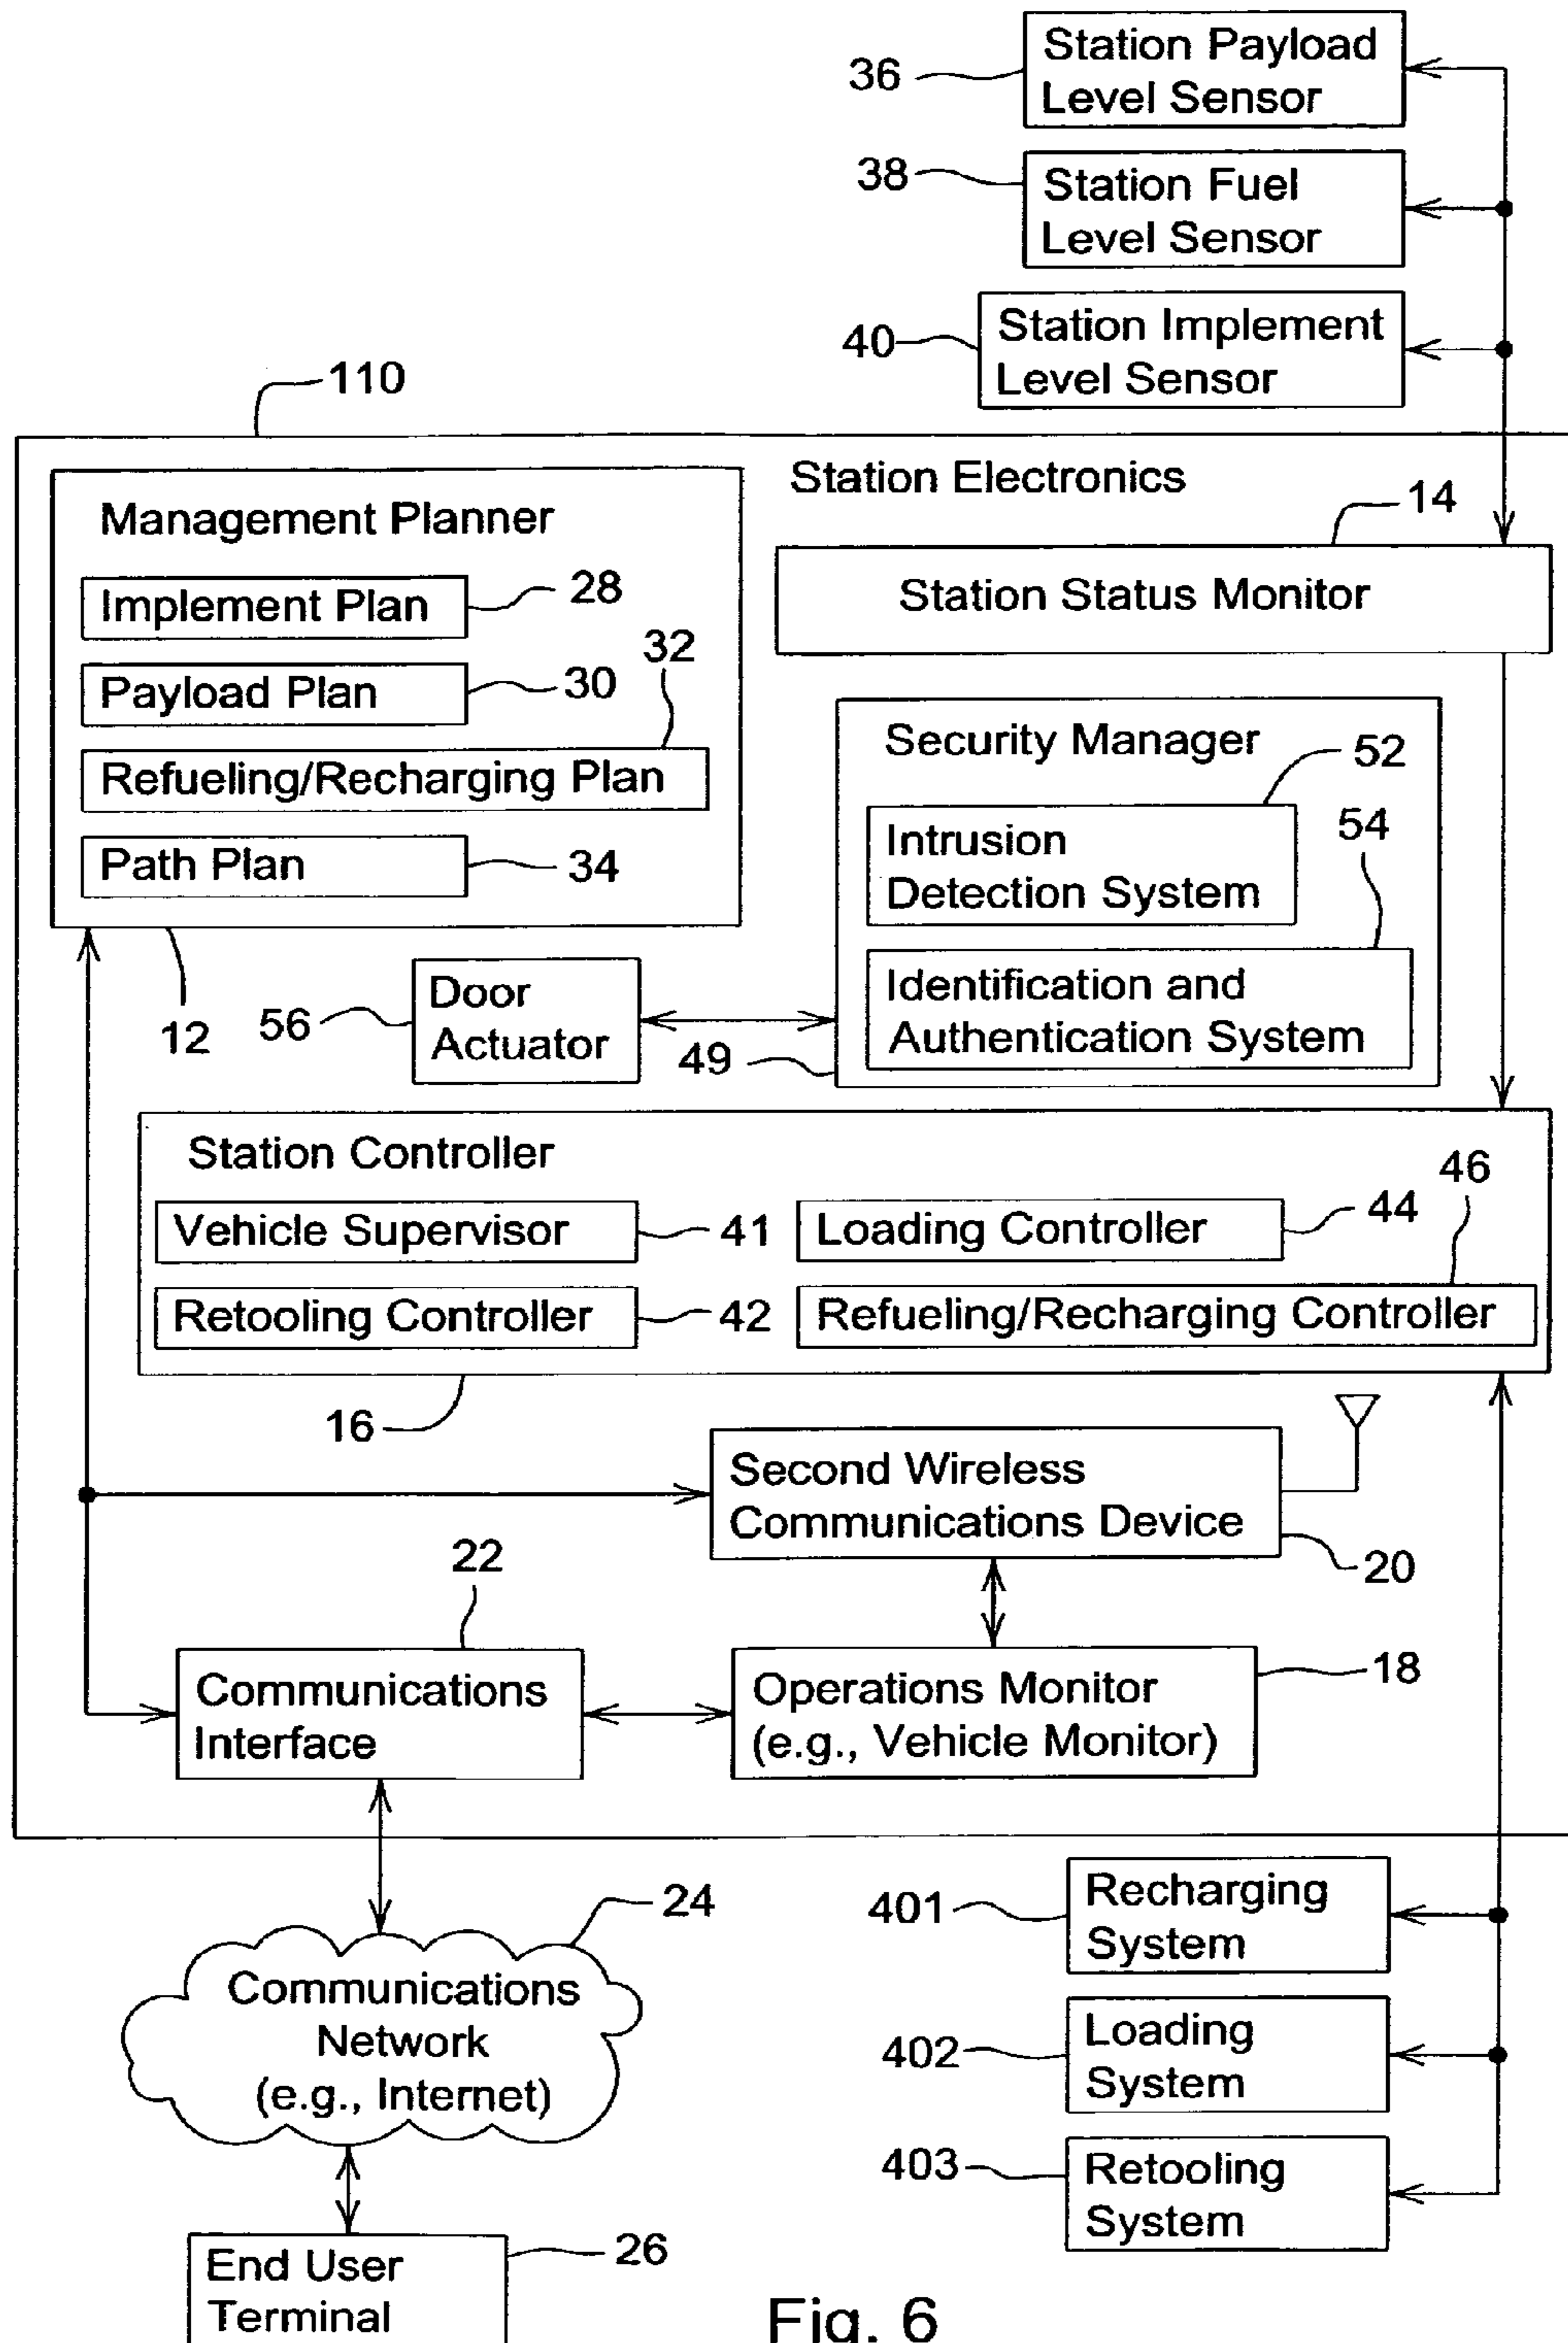 36
Station Payload
Level Sensor
38
Station Fuel
Level Sensor
40
Station Implement
Level Sensor
110
Station Electronics
Management Planner
Implement Plan
28
Payload Plan
30
32
Refueling/Recharging Plan
Path Plan
34
12
14
Station Status Monitor
Security Manager
52
Intrusion
Detection System
54
Identification and
Authentication System
49
56
Door
Actuator
Station Controller
Vehicle Supervisor
41
Loading Controller
44
46
Retooling Controller
42
Refueling/Recharging Controller
16
Second Wireless
Communications Device
20
22
Communications
Interface
Operations Monitor
(e.g., Vehicle Monitor)
18
24
Communications
Network
(e.g., Internet)
401
Recharging
System
402
Loading
System
403
Retooling
System
End User
Terminal
26
Fig. 6